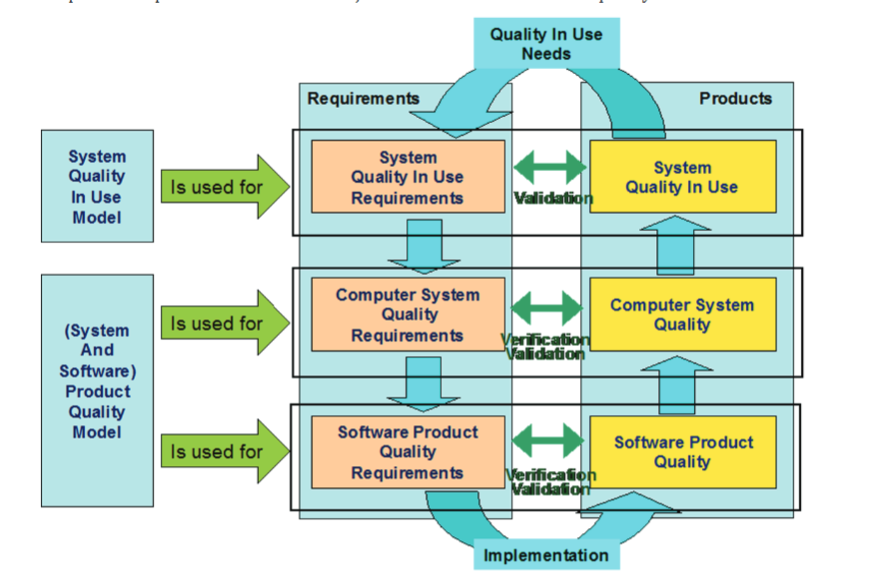 Quality In Use
Needs
Requirements
Products
System
Quality
In Use
Model
Is used for
System
Quality In Use
Requirements
Validation
System
Quality In Use
(System
And
Software)
Product
Quality
Model
Is used for
Computer System
Quality
Requirements
Verification
Validation
Computer System
Quality
Is used for
Software Product
Quality
Requirements
Verification
Validation
Software Product
Quality
Implementation